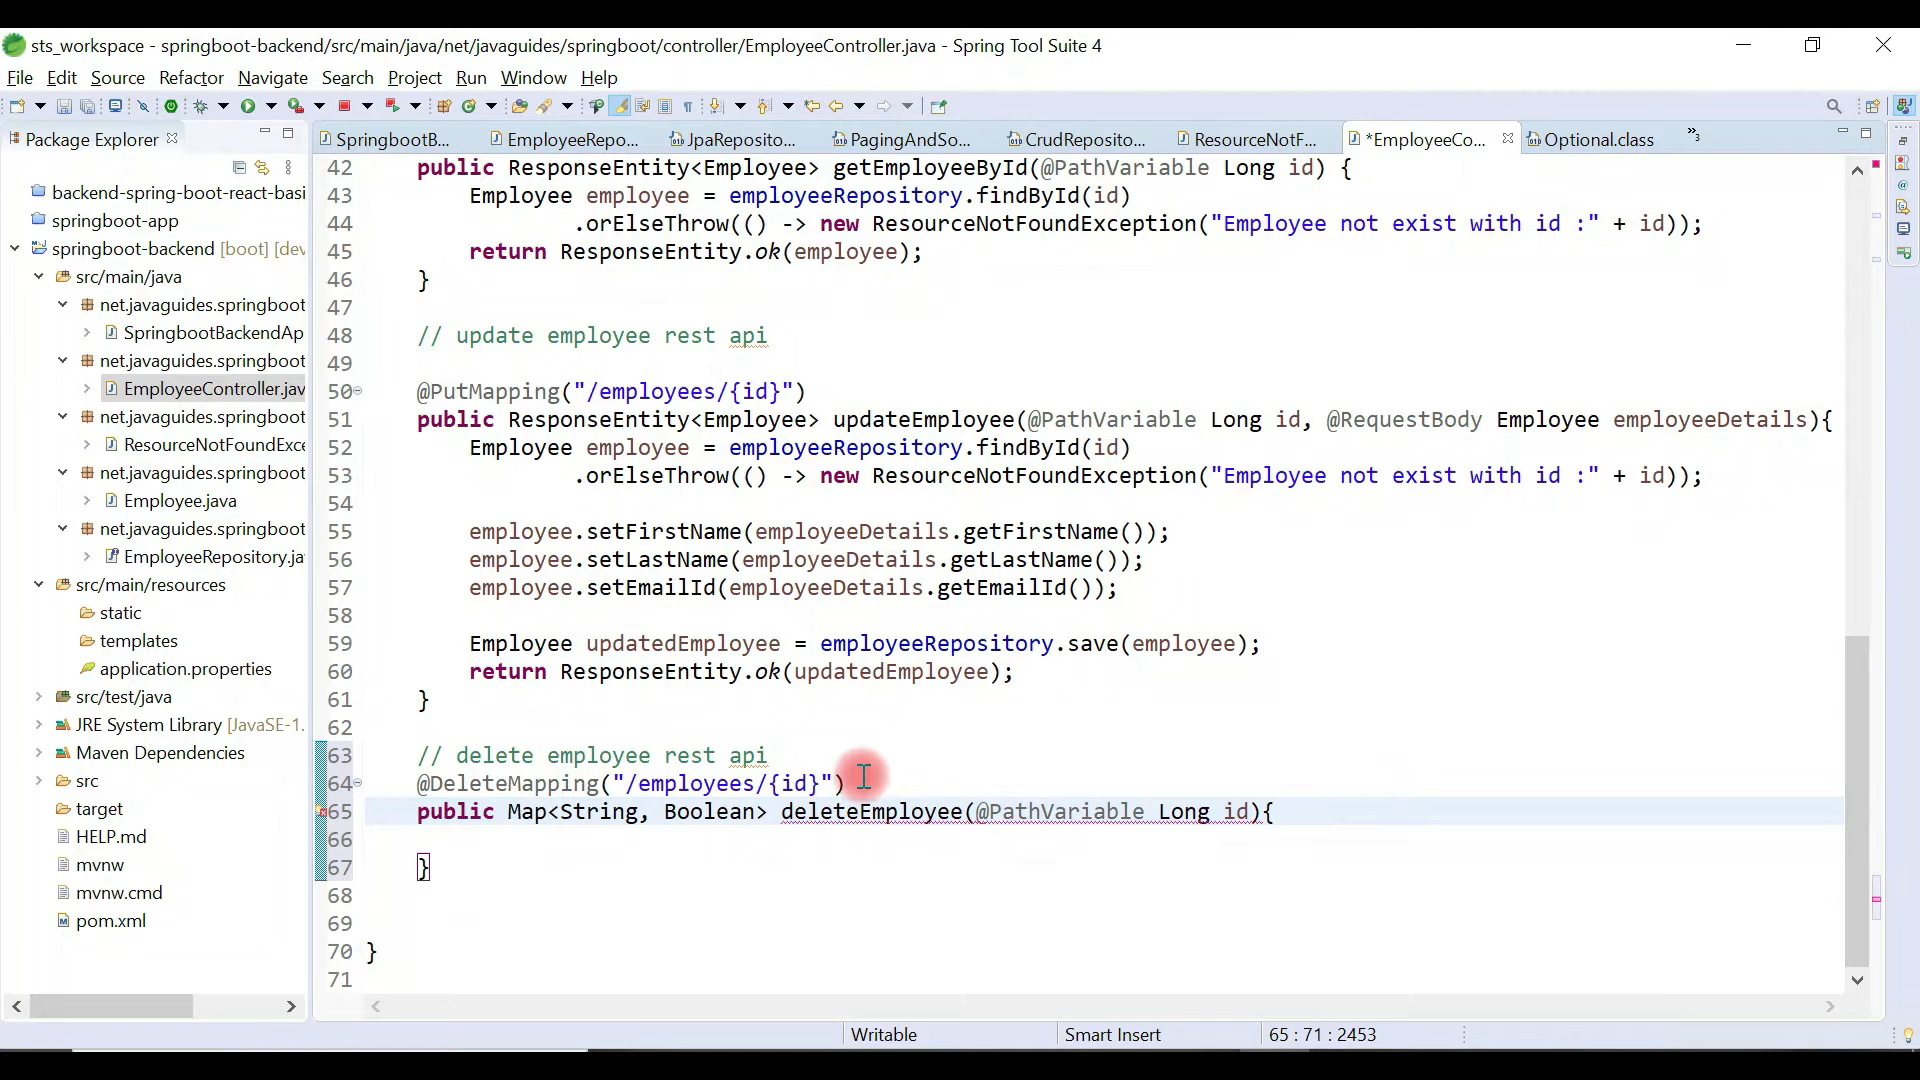 sts_workspace - springboot-backend/src/main/java/net/javaguides/springboot/controller/EmployeeController.java - Spring Tool Suite 4
File Edit Source Refactor Navigate Search Project Run Window Help
Package Explorer
SpringbootB... EmployeeRepo... JpaReposito... PagingAndSo... CrudReposito... ResourceNotF... *EmployeeCo... Optional.class »3
backend-spring-boot-react-basi
springboot-app
springboot-backend [boot] [dev
src/main/java
net.javaguides.springboot
SpringbootBackendAp
net.javaguides.springboot
EmployeeController.jav
net.javaguides.springboot
ResourceNotFoundExce
net.javaguides.springboot
Employee.java
net.javaguides.springboot
EmployeeRepository.ja
src/main/resources
static
templates
application.properties
src/test/java
JRE System Library [JavaSE-1.
Maven Dependencies
src
target
HELP.md
mvnw
mvnw.cmd
pom.xml
42 public ResponseEntity<Employee> getEmployeeById(@PathVariable Long id) {
43 Employee employee = employeeRepository.findById(id)
44 .orElseThrow(() -> new ResourceNotFoundException("Employee not exist with id :" + id));
45 return ResponseEntity.ok(employee);
46 }
47
48 // update employee rest api
49
50 @PutMapping("/employees/{id}")
51 public ResponseEntity<Employee> updateEmployee(@PathVariable Long id, @RequestBody Employee employeeDetails){
52 Employee employee = employeeRepository.findById(id)
53 .orElseThrow(() -> new ResourceNotFoundException("Employee not exist with id :" + id));
54
55 employee.setFirstName(employeeDetails.getFirstName());
56 employee.setLastName(employeeDetails.getLastName());
57 employee.setEmailId(employeeDetails.getEmailId());
58
59 Employee updatedEmployee = employeeRepository.save(employee);
60 return ResponseEntity.ok(updatedEmployee);
61 }
62
63 // delete employee rest api
64 @DeleteMapping("/employees/{id}")
65 public Map<String, Boolean> deleteEmployee(@PathVariable Long id){
66
67 }
68
69
70 }
71
Writable Smart Insert 65 : 71 : 2453